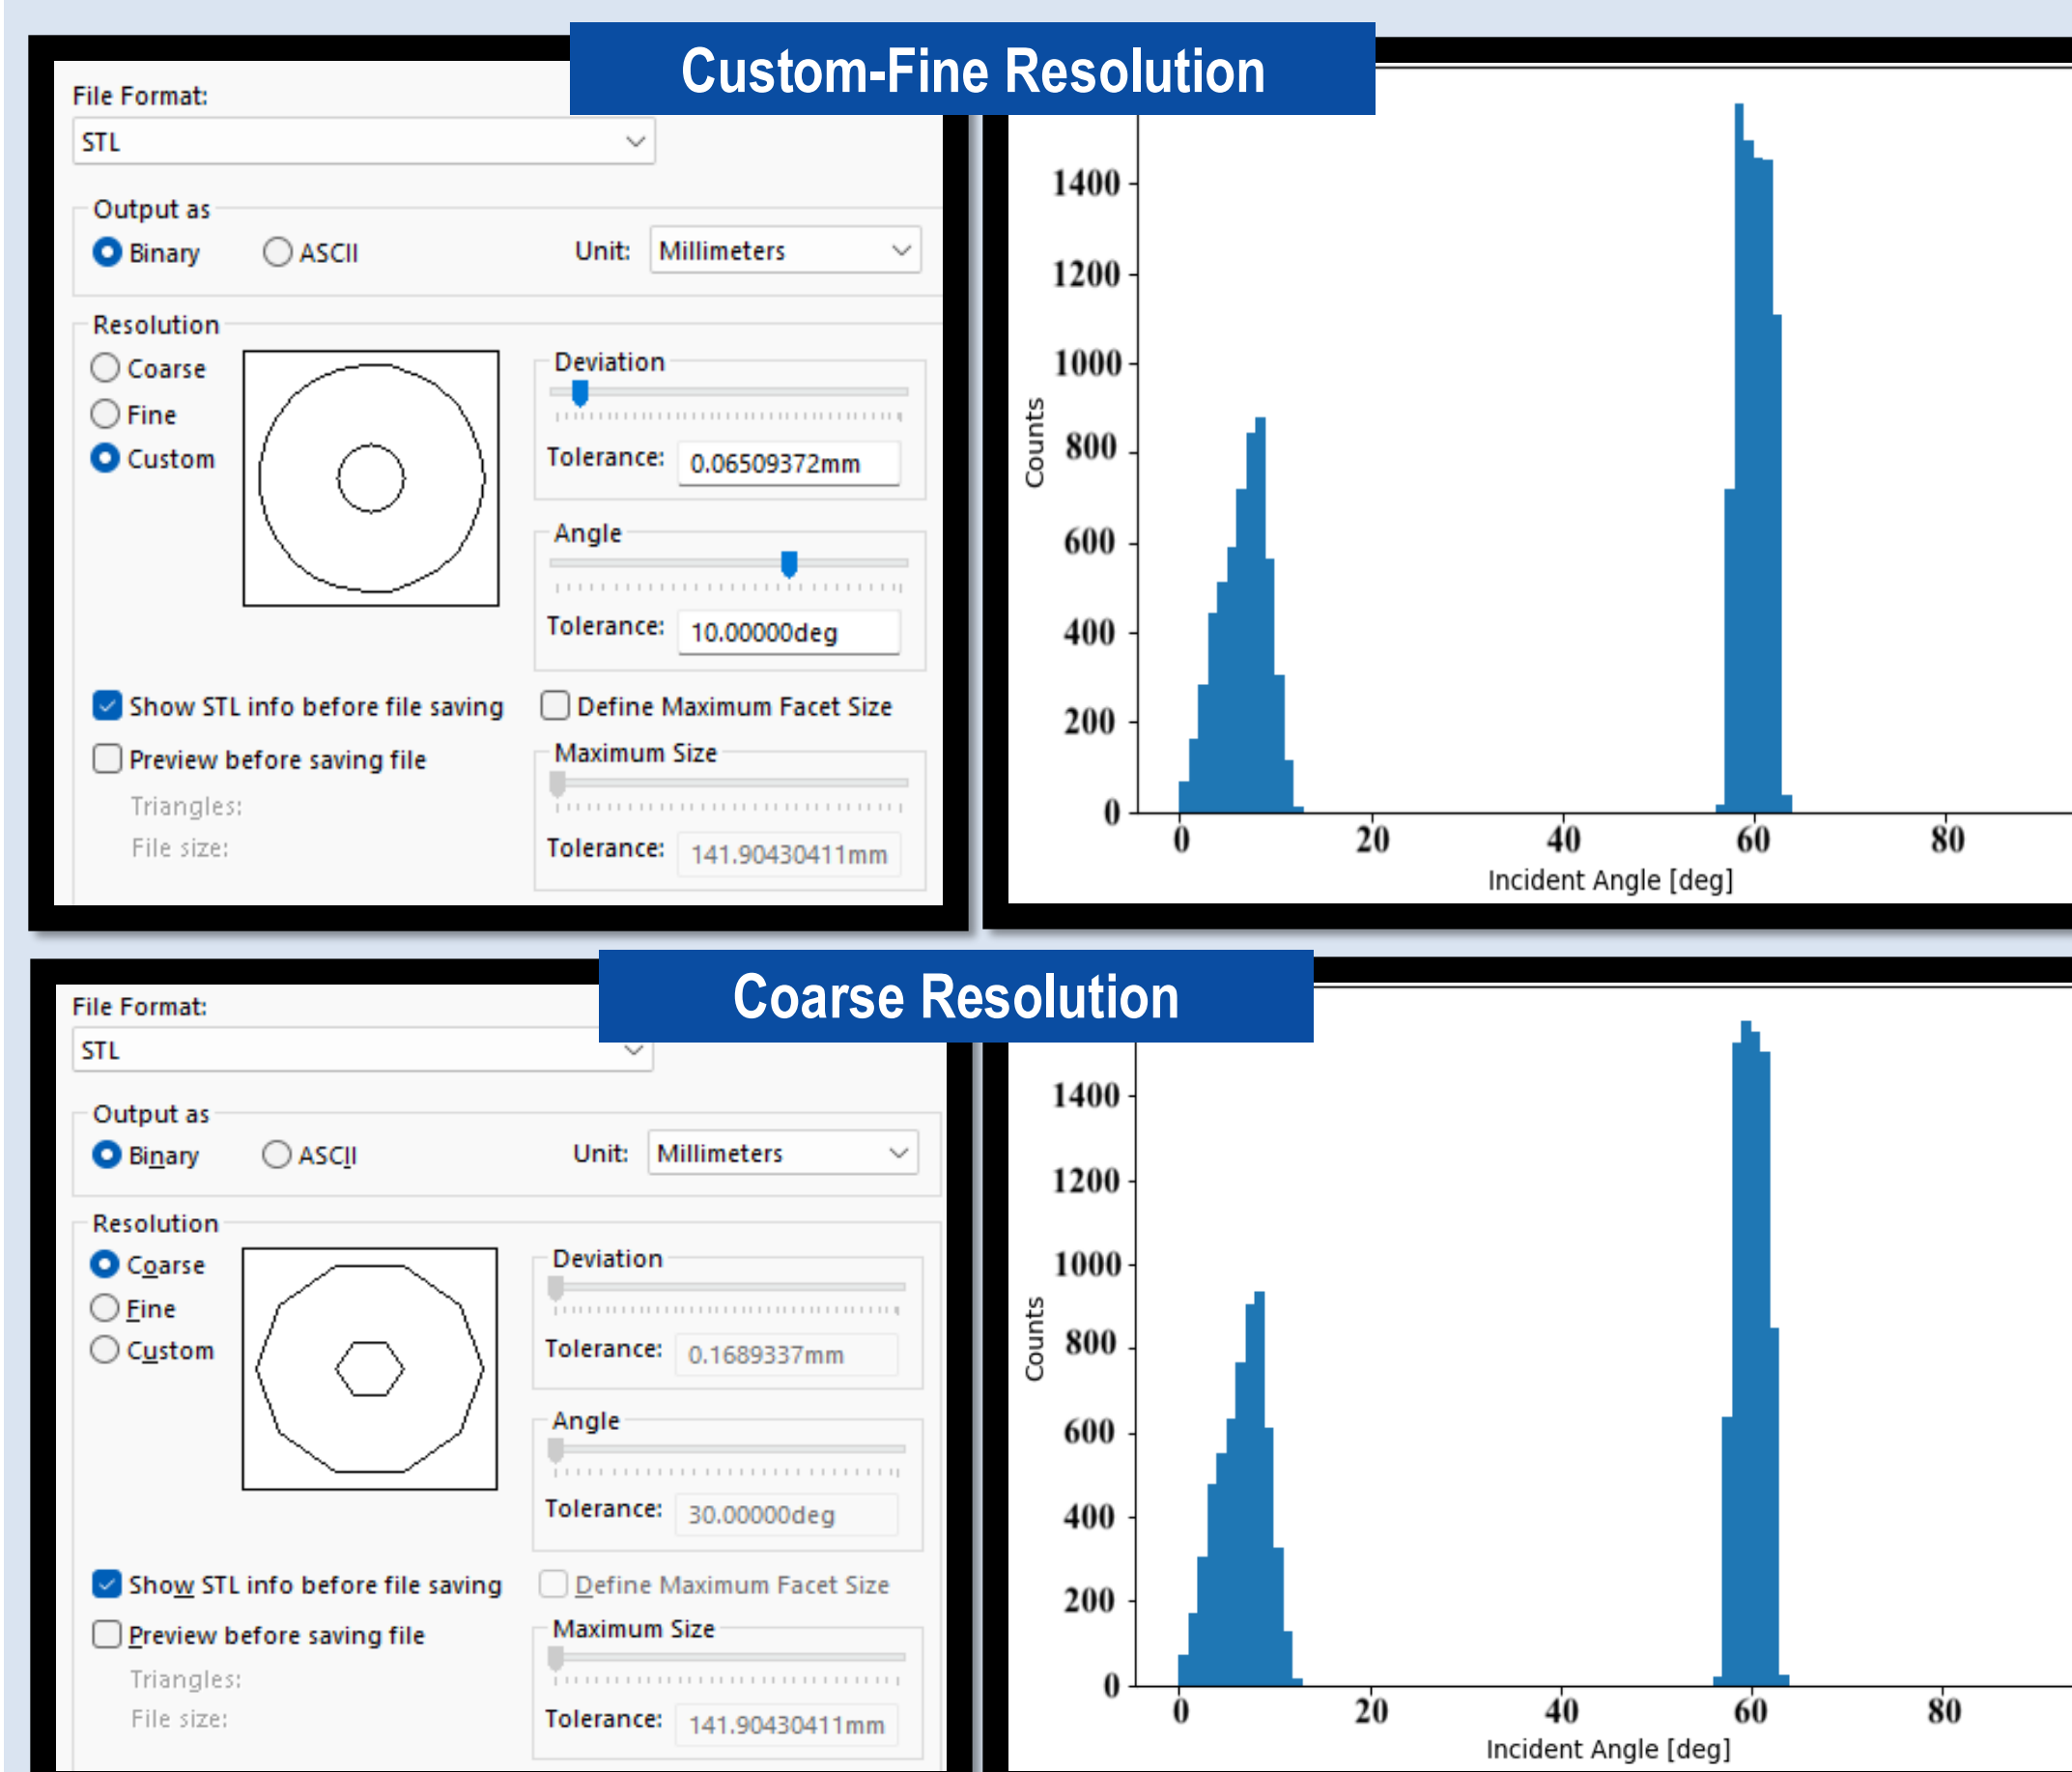 Custom-Fine Resolution
File Format:
STL
Output as
Binary
ASCII
Unit:
Millimeters
Resolution
Coarse
Fine
Custom
Deviation
Tolerance:
0.06509372mm
Angle
Tolerance:
10.00000deg
Show STL info before file saving
Define Maximum Facet Size
Preview before saving file
Triangles:
File size:
Maximum Size
Tolerance:
141.90430411mm
Counts
1400
1200
1000
800
600
400
200
0
0 20 40 60 80
Incident Angle [deg]
Coarse Resolution
File Format:
STL
Output as
Binary
ASCII
Unit:
Millimeters
Resolution
Coarse
Fine
Custom
Deviation
Tolerance:
0.1689337mm
Angle
Tolerance:
30.00000deg
Show STL info before file saving
Define Maximum Facet Size
Preview before saving file
Triangles:
File size:
Maximum Size
Tolerance:
141.90430411mm
Counts
1400
1200
1000
800
600
400
200
0
0 20 40 60 80
Incident Angle [deg]